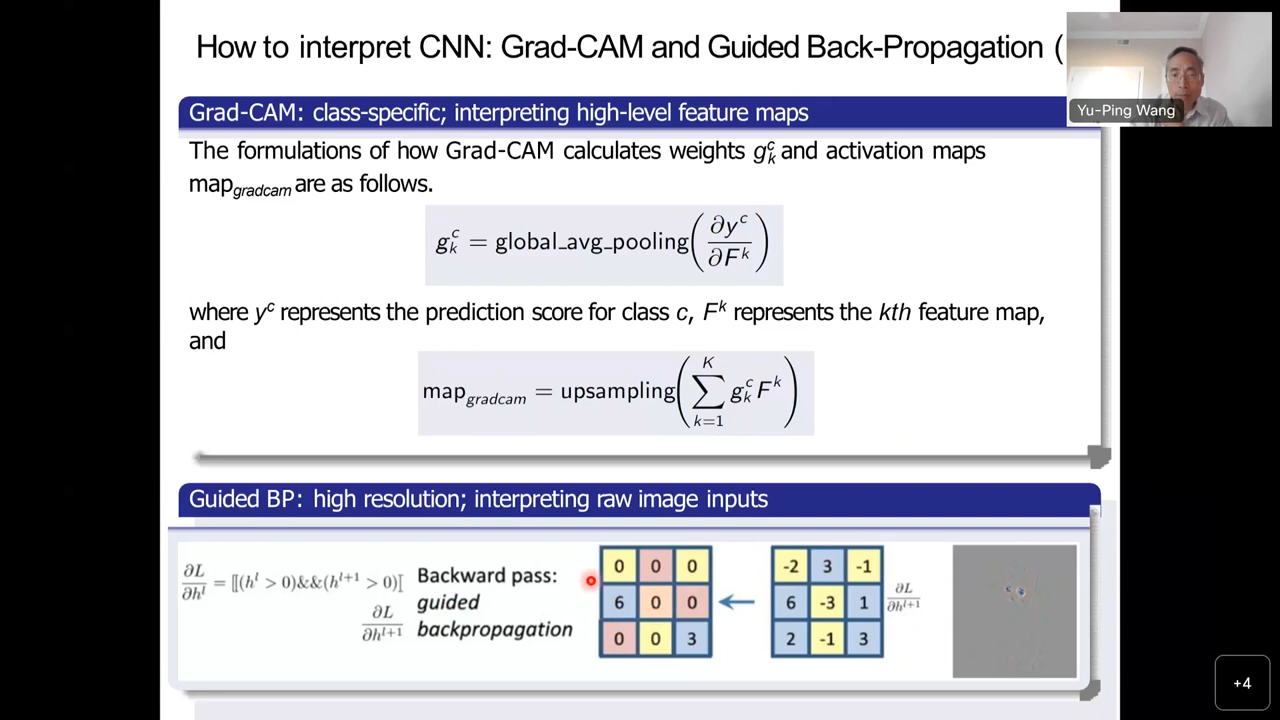 How to interpret CNN: Grad-CAM and Guided Back-Propagation (
Yu-Ping Wang
Grad-CAM: class-specific; interpreting high-level feature maps
The formulations of how Grad-CAM calculates weights g_k^c and activation maps
map_gradcam are as follows.
g_k^c = global_avg_pooling(∂y^c/∂F^k)
where y^c represents the prediction score for class c, F^k represents the kth feature map,
and
map_gradcam = upsampling(∑_{k=1}^{K} g_k^c F^k)
Guided BP: high resolution; interpreting raw image inputs
∂L/∂h^l = [[(h^l > 0)&&(h^{l+1} > 0)[
∂L/∂h^{l+1}
Backward pass:
guided
backpropagation
0 0 0
6 0 0
0 0 3
-2 3 -1
6 -3 1
2 -1 3
∂L/∂h^{l+1}
+4